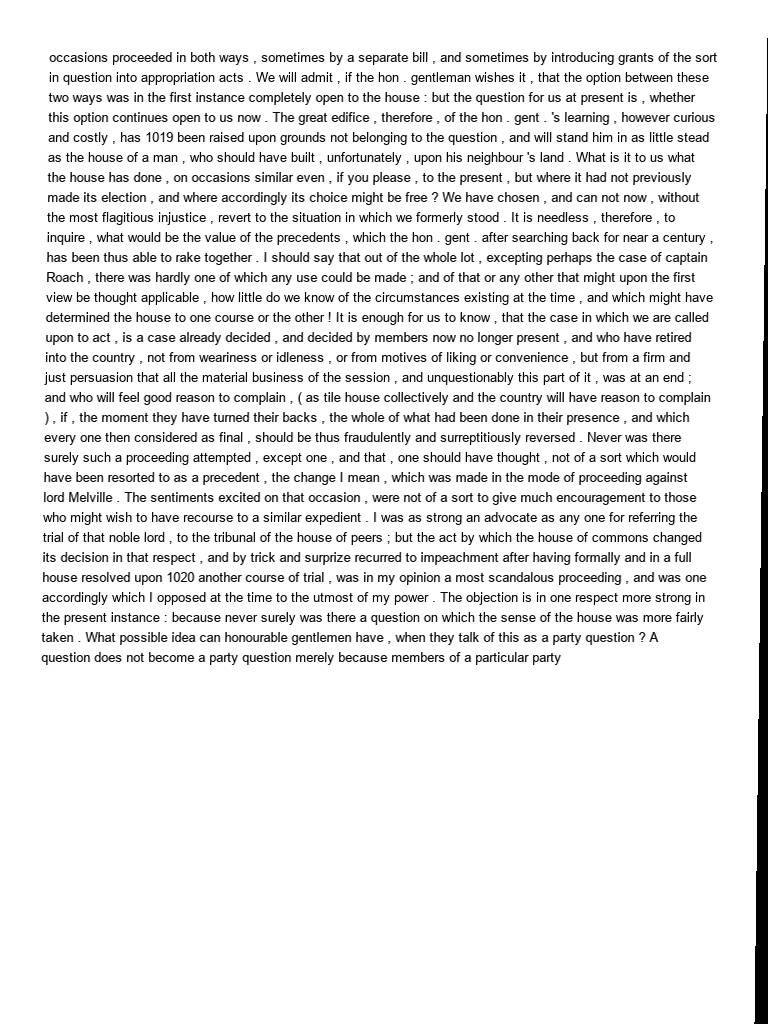 occasions proceeded in both ways , sometimes by a separate bill , and sometimes by introducing grants of the sort
in question into appropriation acts . We will admit , if the hon . gentleman wishes it , that the option between these
two ways was in the first instance completely open to the house : but the question for us at present is , whether
this option continues open to us now . The great edifice , therefore , of the hon . gent . 's learning , however curious
and costly , has 1019 been raised upon grounds not belonging to the question , and will stand him in as little stead
as the house of a man , who should have built , unfortunately , upon his neighbour 's land . What is it to us what
the house has done , on occasions similar even , if you please , to the present , but where it had not previously
made its election , and where accordingly its choice might be free ? We have chosen , and can not now , without
the most flagitious injustice , revert to the situation in which we formerly stood . It is needless , therefore , to
inquire , what would be the value of the precedents , which the hon . gent . after searching back for near a century ,
has been thus able to rake together . I should say that out of the whole lot , excepting perhaps the case of captain
Roach , there was hardly one of which any use could be made ; and of that or any other that might upon the first
view be thought applicable , how little do we know of the circumstances existing at the time , and which might have
determined the house to one course or the other ! It is enough for us to know , that the case in which we are called
upon to act , is a case already decided , and decided by members now no longer present , and who have retired
into the country , not from weariness or idleness , or from motives of liking or convenience , but from a firm and
just persuasion that all the material business of the session , and unquestionably this part of it , was at an end ;
and who will feel good reason to complain , ( as tile house collectively and the country will have reason to complain
) , if , the moment they have turned their backs , the whole of what had been done in their presence , and which
every one then considered as final , should be thus fraudulently and surreptitiously reversed . Never was there
surely such a proceeding attempted , except one , and that , one should have thought , not of a sort which would
have been resorted to as a precedent , the change I mean , which was made in the mode of proceeding against
lord Melville . The sentiments excited on that occasion , were not of a sort to give much encouragement to those
who might wish to have recourse to a similar expedient . I was as strong an advocate as any one for referring the
trial of that noble lord , to the tribunal of the house of peers ; but the act by which the house of commons changed
its decision in that respect , and by trick and surprize recurred to impeachment after having formally and in a full
house resolved upon 1020 another course of trial , was in my opinion a most scandalous proceeding , and was one
accordingly which I opposed at the time to the utmost of my power . The objection is in one respect more strong in
the present instance : because never surely was there a question on which the sense of the house was more fairly
taken . What possible idea can honourable gentlemen have , when they talk of this as a party question ? A
question does not become a party question merely because members of a particular party